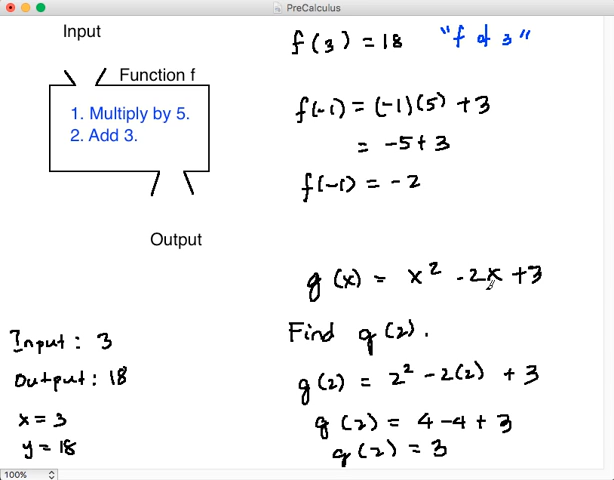 PreCalculus
Input
Function f
1. Multiply by 5.
2. Add 3.
Output
Input : 3
Output : 18
x = 3
y = 18
f(3) = 18 "f of 3"
f(-1) = (-1)(5) + 3
= -5 + 3
f(-1) = -2
g(x) = x² - 2x + 3
Find g(2).
g(2) = 2² - 2(2) + 3
g(2) = 4 - 4 + 3
g(2) = 3
100%